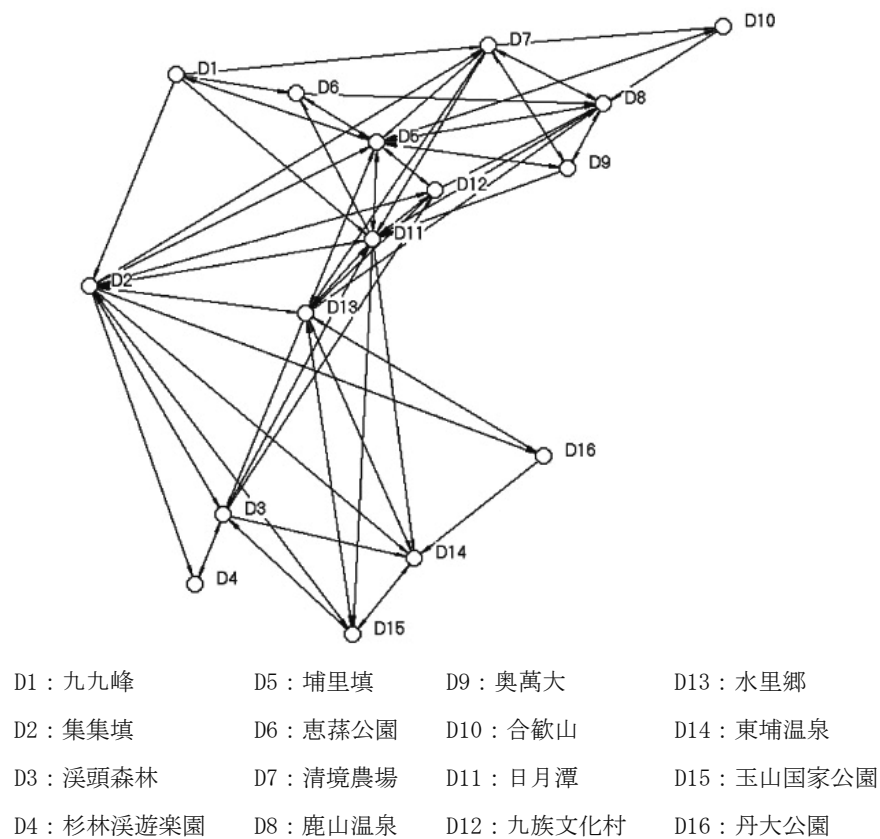 D10
D7
D1
D6
D8
D5
D9
D12
D11
D2
D13
D16
D3
D14
D4
D15
D1：九九峰 D5：埔里填 D9：奥萬大 D13：水里郷
D2：集集填 D6：恵蓀公園 D10：合歓山 D14：東埔温泉
D3：渓頭森林 D7：清境農場 D11：日月潭 D15：玉山国家公園
D4：杉林渓遊楽園 D8：鹿山温泉 D12：九族文化村 D16：丹大公園